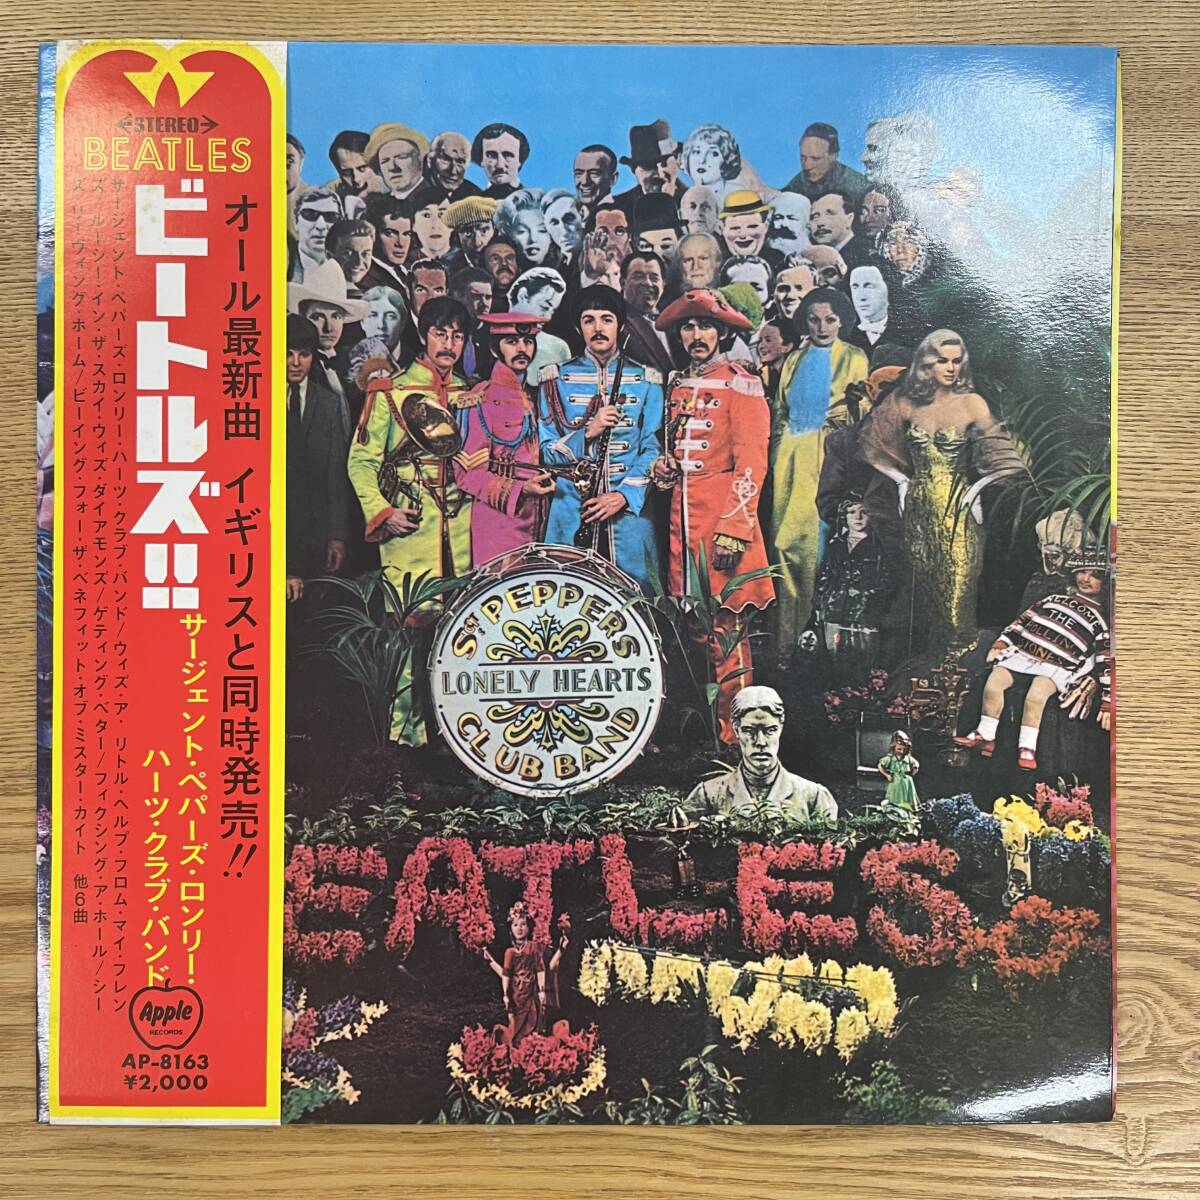 ←STEREO→
BEATLES
オール最新曲 イギリスと同時発売!!
ビートルズ!!
サージェント・ペパーズ・ロンリー・
ハーツ・クラブ・バンド
サージェント・ペパーズ・ロンリー・ハーツ・クラブ・バンド/ウィズ・ア・リトル・ヘルプ・フロム・マイ・フレン
ズ/ルーシー・イン・ザ・スカイ・ウィズ・ダイアモンズ/ゲティング・ベター/フィクシング・ア・ホール/シー
ズ・リーヴィング・ホーム/ビーイング・フォー・ザ・ベネフィット・オブ・ミスター・カイト 他6曲
Apple
RECORDS
AP-8163
¥2,000
SGT PEPPERS
LONELY HEARTS
CLUB BAND
WELCOME
THE
ROLLING
STONES
EATLES